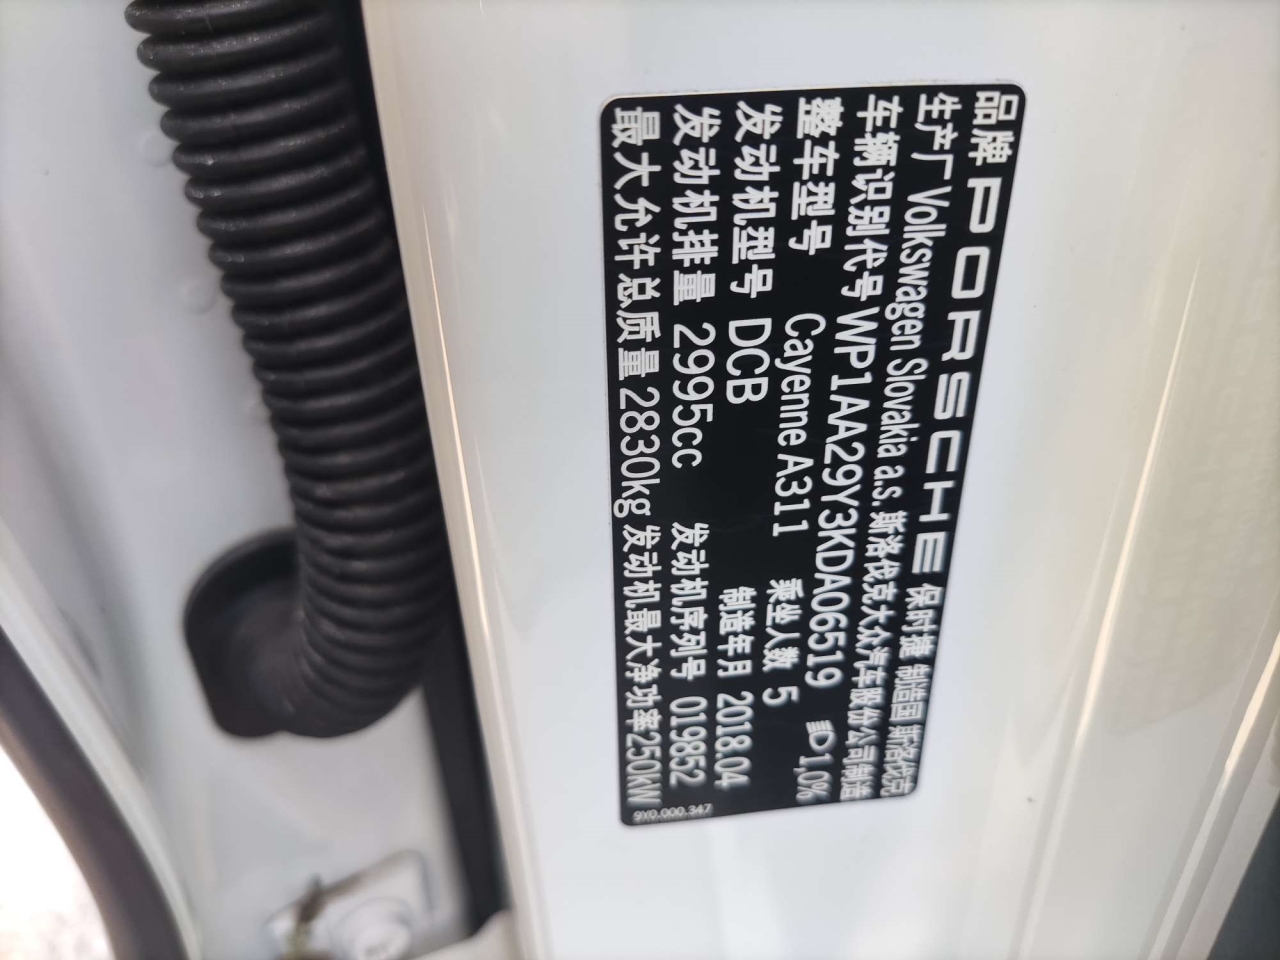 品牌 PORSCHE 保时捷 制造国 斯洛伐克
生产厂 Volkswagen Slovakia a.s. 斯洛伐克大众汽车股份公司制造
车辆识别代号 WP1AA29Y3KDA06519 1,0%
整车型号 Cayenne A311 乘坐人数 5
发动机型号 DCB 制造年月 2018.04
发动机排量 2995cc 发动机序列号 019852
最大允许总质量 2830kg 发动机最大净功率250kW
9Y0.000.347